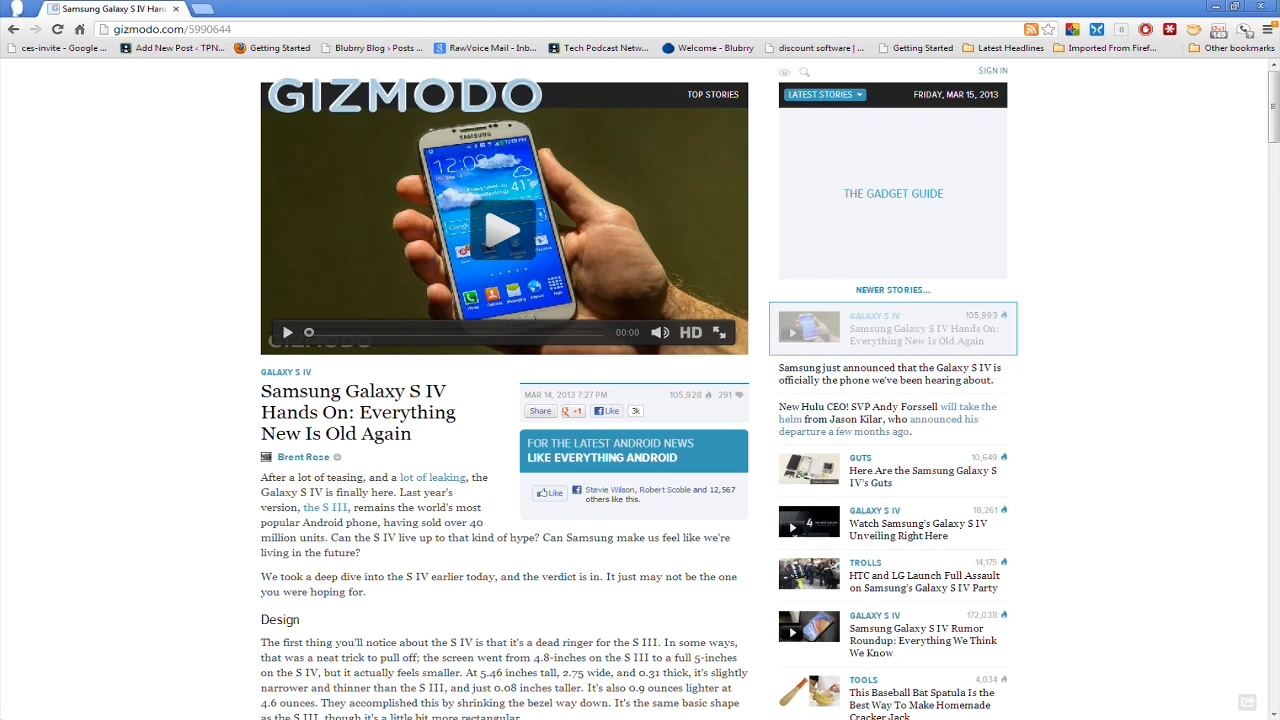 Samsung Galaxy S IV Han
gizmodo.com/5990644
ces-invite - Google ...
Add New Post ‹ TPN...
Getting Started
Blubrry Blog › Posts ...
RawVoice Mail - Inb...
Tech Podcast Netw...
Welcome - Blubrry
discount software | ...
Getting Started
Latest Headlines
Imported From Firef...
Other bookmarks
GIZMODO
TOP STORIES
SAMSUNG
12:09
41°
Google
00:00
HD
GALAXY S IV
Samsung Galaxy S IV
Hands On: Everything
New Is Old Again
Brent Rose
MAR 14, 2013 7:27 PM
105,928
291
Share
+1
Like
3k
FOR THE LATEST ANDROID NEWS
LIKE EVERYTHING ANDROID
Like
Stevie Wilson, Robert Scoble and 12,567
others like this.
After a lot of teasing, and a lot of leaking, the
Galaxy S IV is finally here. Last year's
version, the S III, remains the world's most
popular Android phone, having sold over 40
million units. Can the S IV live up to that kind of hype? Can Samsung make us feel like we're
living in the future?
We took a deep dive into the S IV earlier today, and the verdict is in. It just may not be the one
you were hoping for.
Design
The first thing you'll notice about the S IV is that it's a dead ringer for the S III. In some ways,
that was a neat trick to pull off; the screen went from 4.8-inches on the S III to a full 5-inches
on the S IV, but it actually feels smaller. At 5.46 inches tall, 2.75 wide, and 0.31 thick, it's slightly
narrower and thinner than the S III, and just 0.08 inches taller. It's also 0.9 ounces lighter at
4.6 ounces. They accomplished this by shrinking the bezel way down. It's the same basic shape
as the S III, though it's a little bit more rectangular.
SIGN IN
LATEST STORIES
FRIDAY, MAR 15, 2013
THE GADGET GUIDE
NEWER STORIES...
GALAXY S IV
105,993
Samsung Galaxy S IV Hands On:
Everything New Is Old Again
Samsung just announced that the Galaxy S IV is
officially the phone we've been hearing about.
New Hulu CEO! SVP Andy Forssell will take the
helm from Jason Kilar, who announced his
departure a few months ago.
GUTS
10,649
Here Are the Samsung Galaxy S
IV's Guts
GALAXY S IV
18,261
Watch Samsung's Galaxy S IV
Unveiling Right Here
TROLLS
14,175
HTC and LG Launch Full Assault
on Samsung's Galaxy S IV Party
GALAXY S IV
172,038
Samsung Galaxy S IV Rumor
Roundup: Everything We Think
We Know
TOOLS
4,034
This Baseball Bat Spatula Is the
Best Way To Make Homemade
Cracker Jack